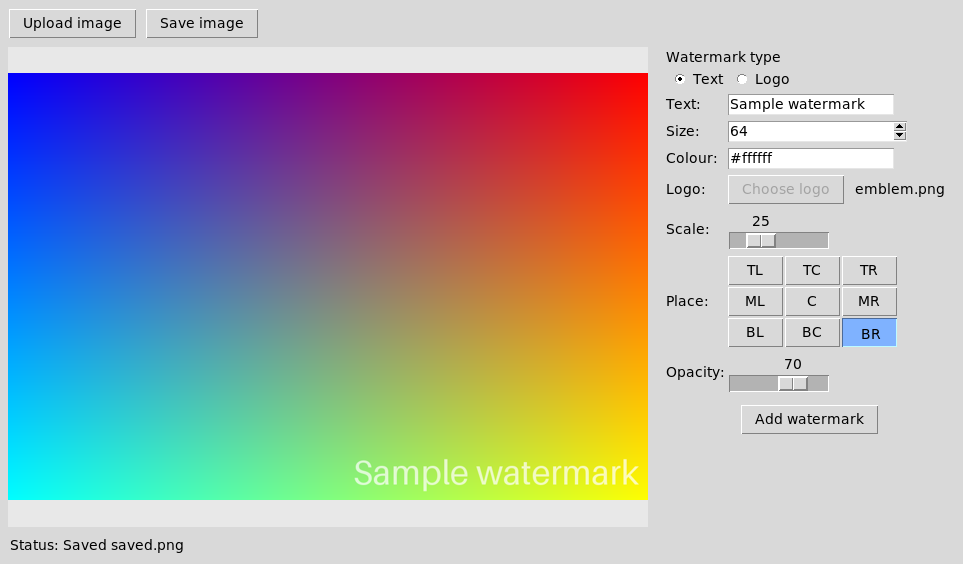 Upload image Save image
Watermark type
Text Logo
Text: Sample watermark
Size: 64
Colour: #ffffff
Logo: Choose logo emblem.png
25
Scale:
TL TC TR
Place: ML C MR
BL BC BR
70
Opacity:
Add watermark
Sample watermark
Status: Saved saved.png